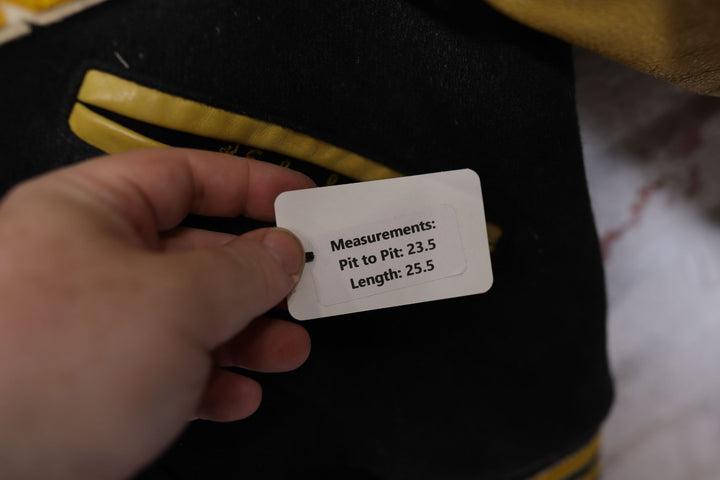 Measurements:
Pit to Pit: 23.5
Length: 25.5